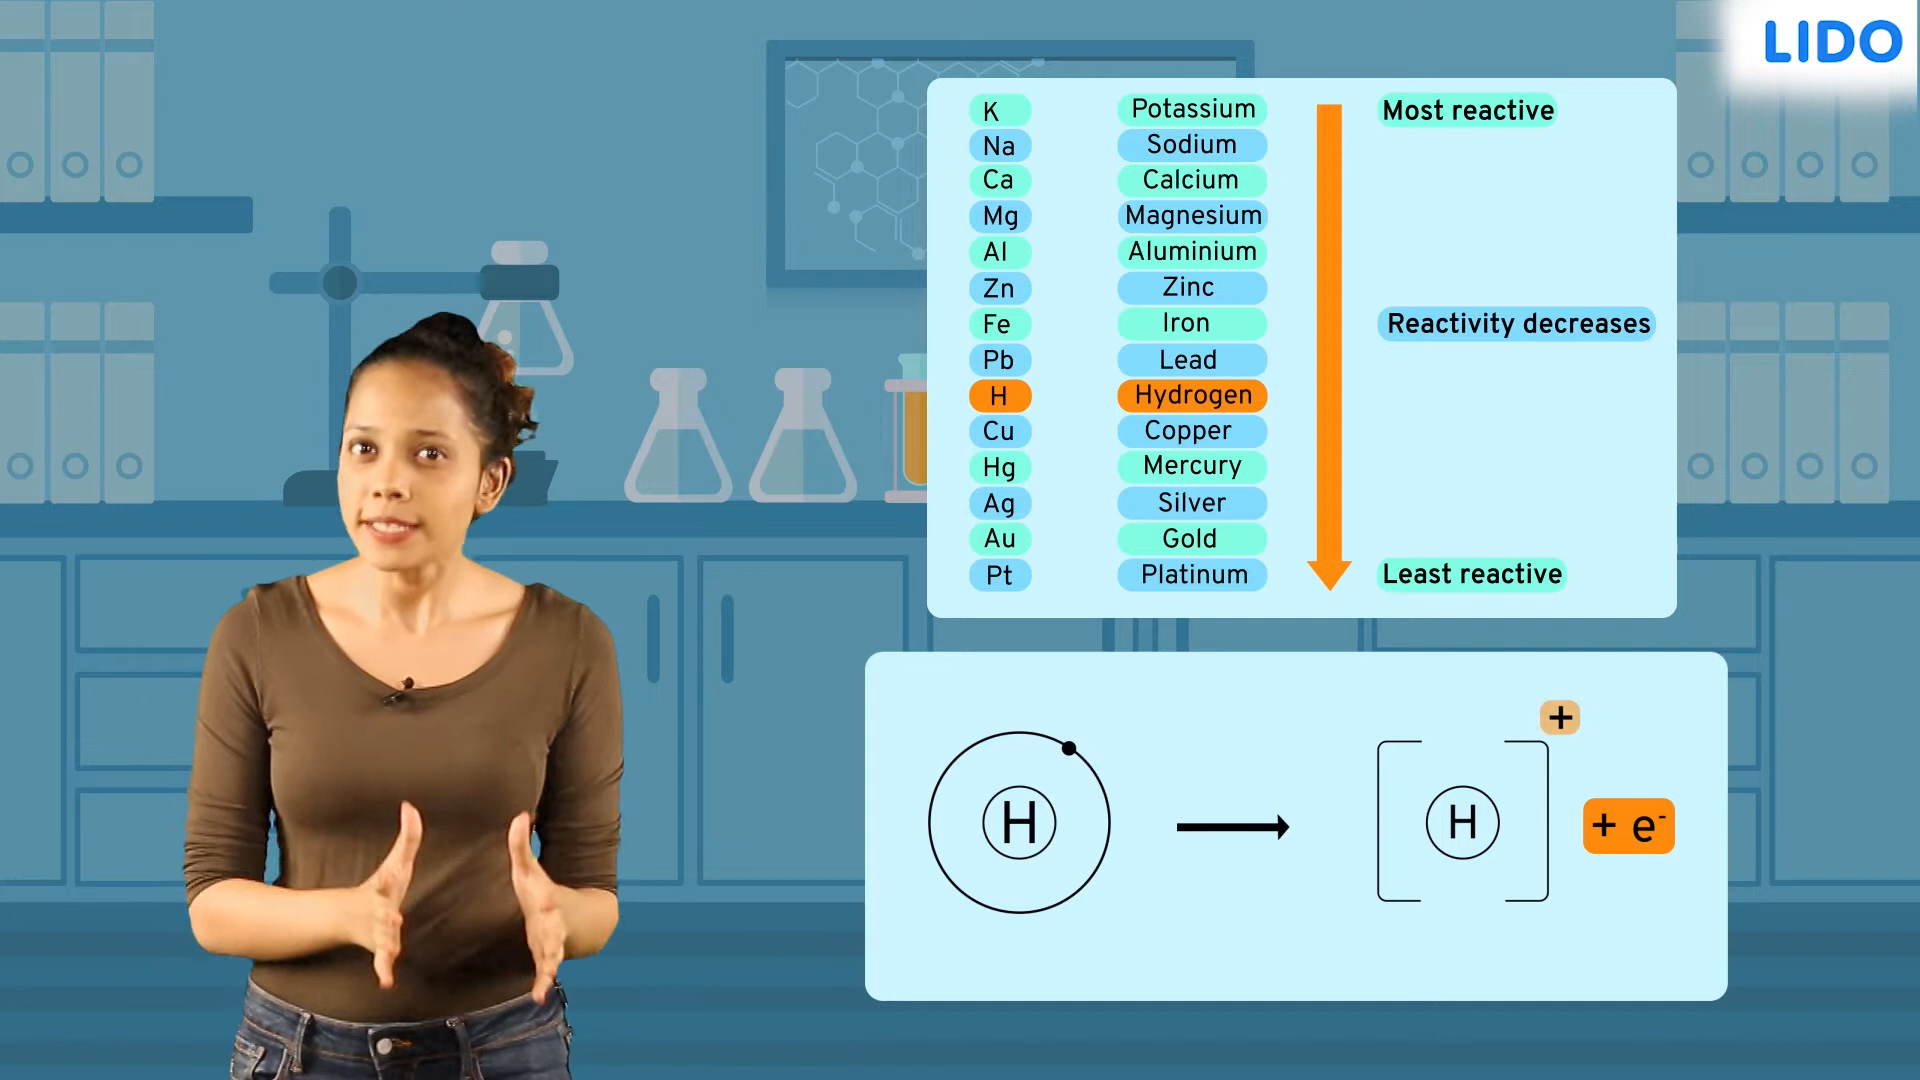 LIDO
K Potassium Most reactive
Na Sodium
Ca Calcium
Mg Magnesium
Al Aluminium
Zn Zinc
Fe Iron Reactivity decreases
Pb Lead
H Hydrogen
Cu Copper
Hg Mercury
Ag Silver
Au Gold
Pt Platinum Least reactive
+
H H + e⁻